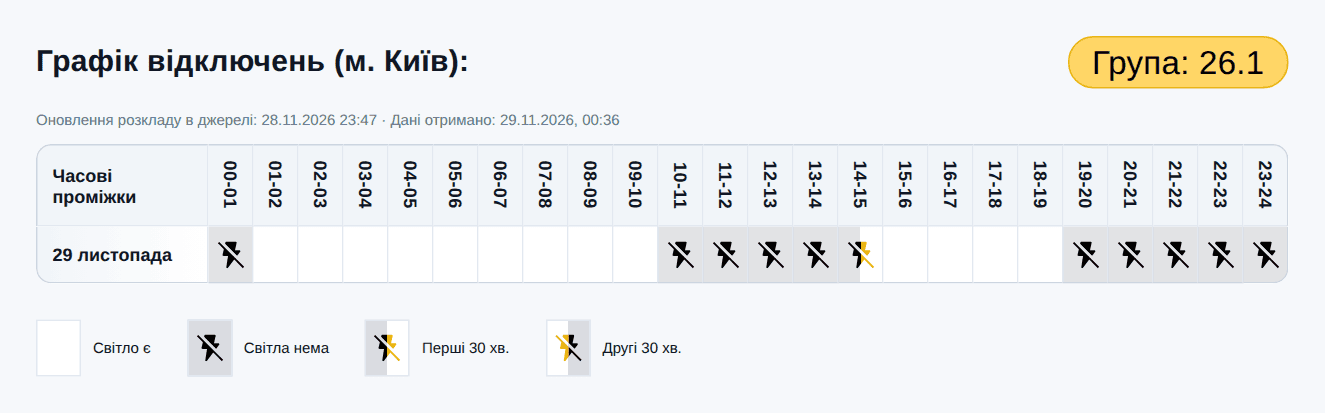 Графік відключень (м. Київ):
Група: 26.1
Оновлення розкладу в джерелі: 28.11.2026 23:47 · Дані отримано: 29.11.2026, 00:36
Часові
проміжки
00-01
01-02
02-03
03-04
04-05
05-06
06-07
07-08
08-09
09-10
10-11
11-12
12-13
13-14
14-15
15-16
16-17
17-18
18-19
19-20
20-21
21-22
22-23
23-24
29 листопада
Світло є
Світла нема
Перші 30 хв.
Другі 30 хв.